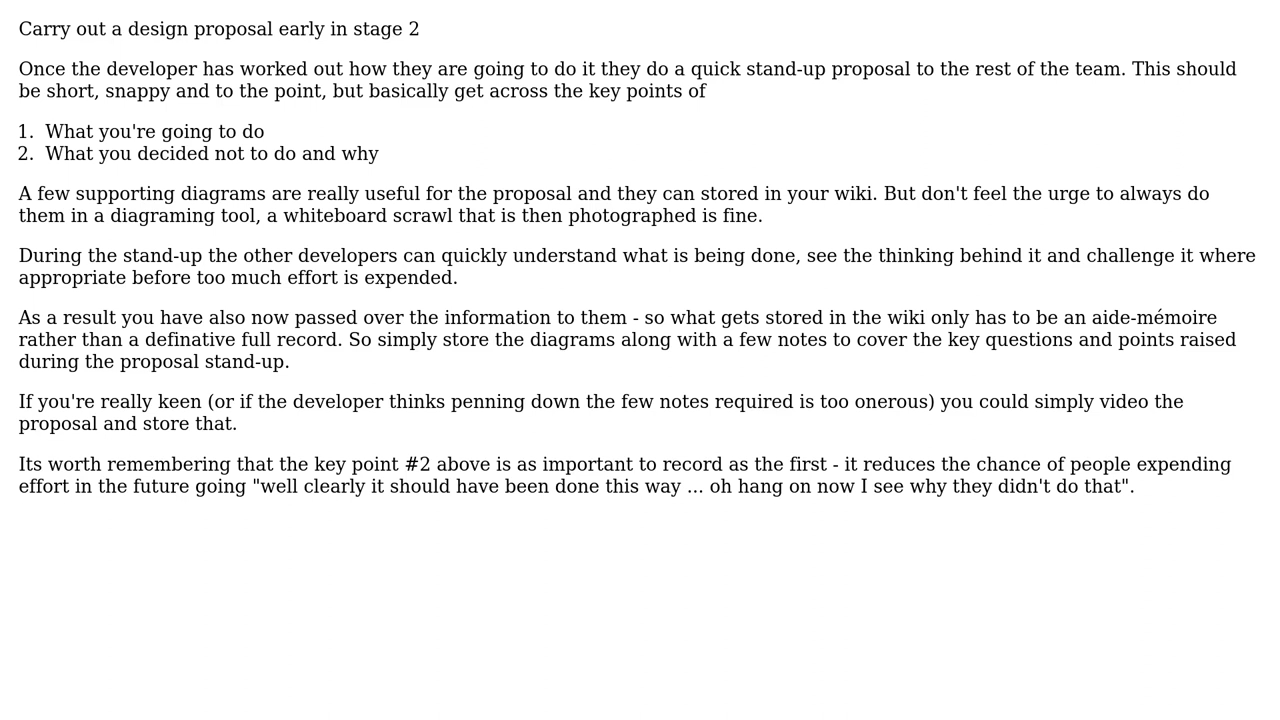 Carry out a design proposal early in stage 2
Once the developer has worked out how they are going to do it they do a quick stand-up proposal to the rest of the team. This should
be short, snappy and to the point, but basically get across the key points of
1. What you're going to do
2. What you decided not to do and why
A few supporting diagrams are really useful for the proposal and they can stored in your wiki. But don't feel the urge to always do
them in a diagraming tool, a whiteboard scrawl that is then photographed is fine.
During the stand-up the other developers can quickly understand what is being done, see the thinking behind it and challenge it where
appropriate before too much effort is expended.
As a result you have also now passed over the information to them - so what gets stored in the wiki only has to be an aide-mémoire
rather than a definative full record. So simply store the diagrams along with a few notes to cover the key questions and points raised
during the proposal stand-up.
If you're really keen (or if the developer thinks penning down the few notes required is too onerous) you could simply video the
proposal and store that.
Its worth remembering that the key point #2 above is as important to record as the first - it reduces the chance of people expending
effort in the future going "well clearly it should have been done this way ... oh hang on now I see why they didn't do that".